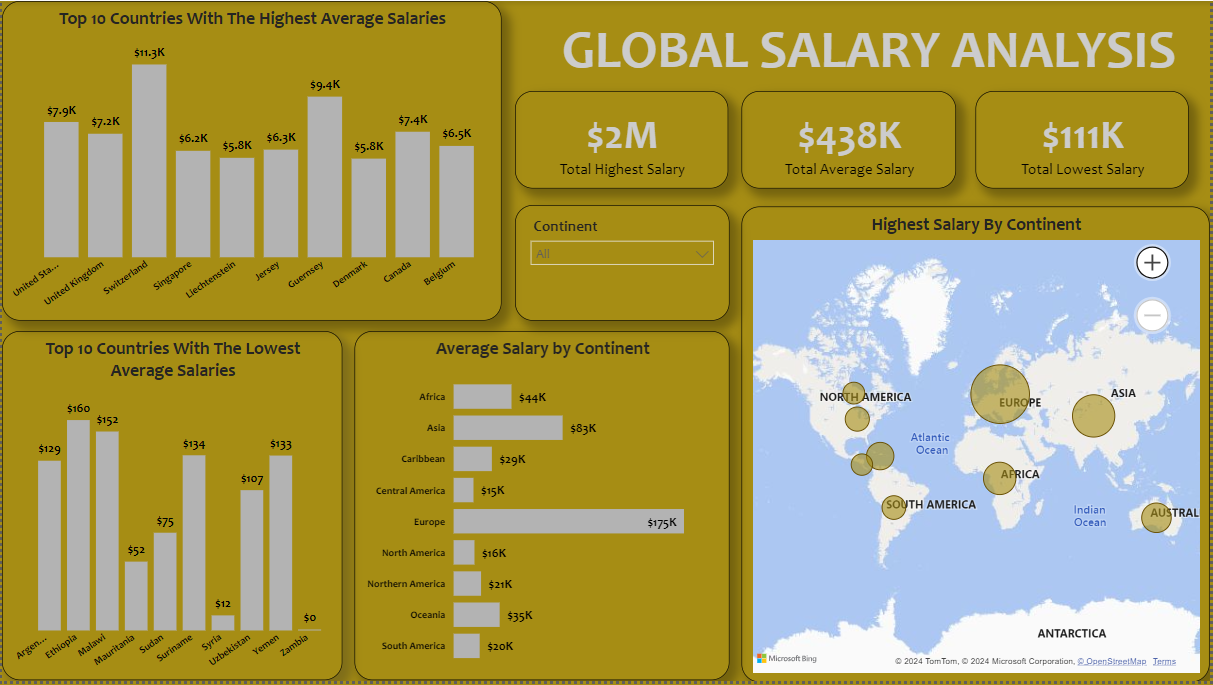 Top 10 Countries With The Highest Average Salaries
$7.9K
$7.2K
$11.3K
$6.2K
$5.8K
$6.3K
$9.4K
$5.8K
$7.4K
$6.5K
United Sta...
United Kingdom
Switzerland
Singapore
Liechtenstein
Jersey
Guernsey
Denmark
Canada
Belgium
GLOBAL SALARY ANALYSIS
$2M
Total Highest Salary
$438K
Total Average Salary
$111K
Total Lowest Salary
Continent
All
Top 10 Countries With The Lowest
Average Salaries
$129
$160
$152
$52
$75
$134
$12
$107
$133
$0
Argen...
Ethiopia
Malawi
Mauritania
Sudan
Suriname
Syria
Uzbekistan
Yemen
Zambia
Average Salary by Continent
Africa $44K
Asia $83K
Caribbean $29K
Central America $15K
Europe $175K
North America $16K
Northern America $21K
Oceania $35K
South America $20K
Highest Salary By Continent
NORTH AMERICA
EUROPE
ASIA
Atlantic
Ocean
AFRICA
SOUTH AMERICA
Indian
Ocean
AUSTRAL
ANTARCTICA
Microsoft Bing
© 2024 TomTom, © 2024 Microsoft Corporation, © OpenStreetMap Terms